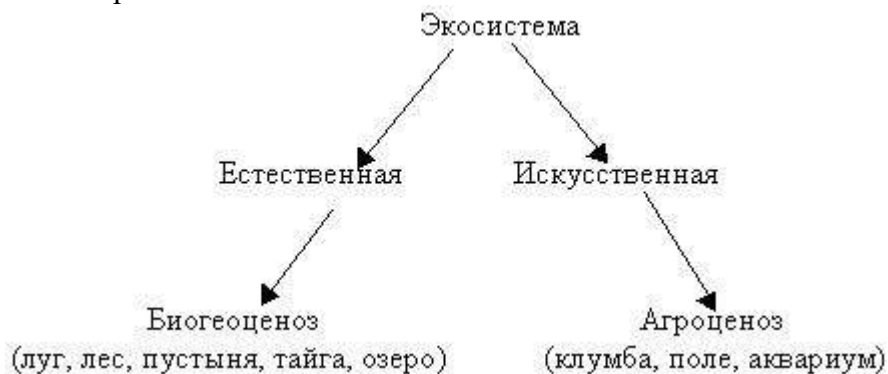 Экосистема
Естественная Искусственная
Биогеоценоз Агроценоз
(луг, лес, пустыня, тайга, озеро) (клумба, поле, аквариум)